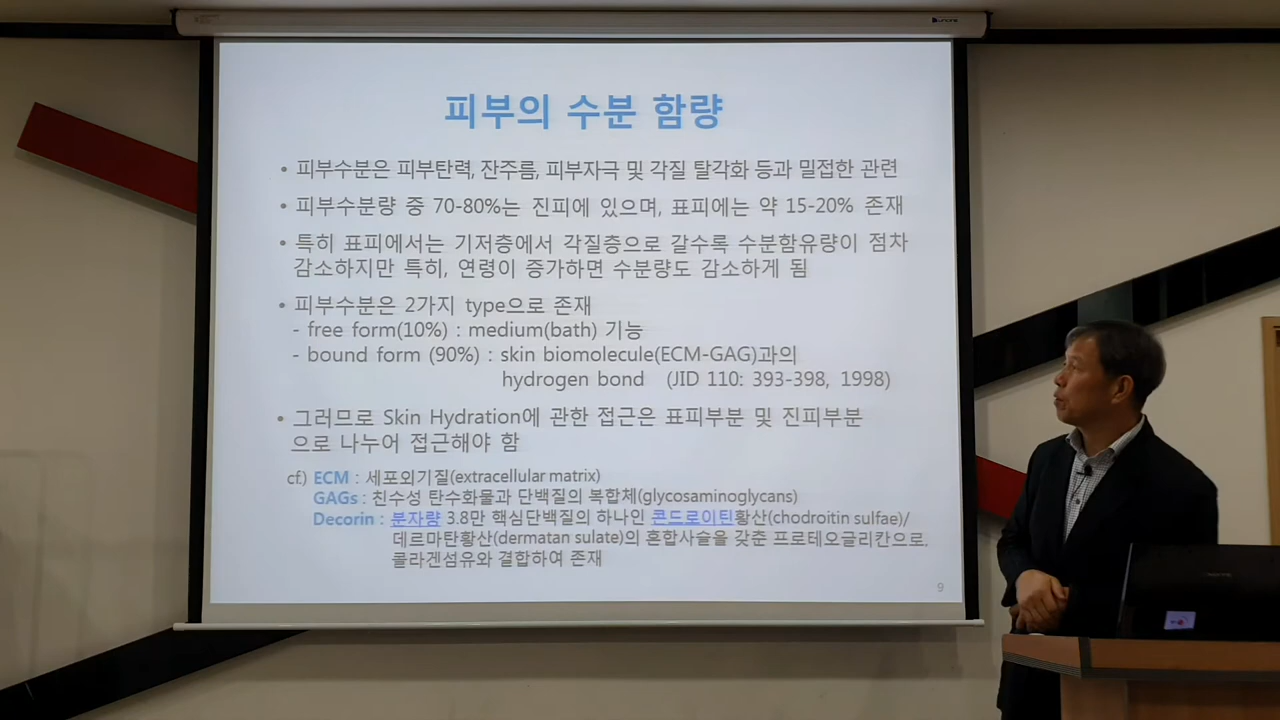 피부의 수분 함량
• 피부수분은 피부탄력, 잔주름, 피부자극 및 각질 탈각화 등과 밀접한 관련
• 피부수분량 중 70-80%는 진피에 있으며, 표피에는 약 15-20% 존재
• 특히 표피에서는 기저층에서 각질층으로 갈수록 수분함유량이 점차
감소하지만 특히, 연령이 증가하면 수분량도 감소하게 됨
• 피부수분은 2가지 type으로 존재
- free form(10%) : medium(bath) 기능
- bound form (90%) : skin biomolecule(ECM-GAG)과의
hydrogen bond (JID 110: 393-398, 1998)
• 그러므로 Skin Hydration에 관한 접근은 표피부분 및 진피부분
으로 나누어 접근해야 함
cf.) ECM : 세포외기질(extracellular matrix)
GAGs : 친수성 탄수화물과 단백질의 복합체(glycosaminoglycans)
Decorin : 분자량 3.8만 핵심단백질의 하나인 콘드로이틴황산(chodroitin sulfae)/
데르마탄황산(dermatan sulate)의 혼합사슬을 갖춘 프로테오글리칸으로,
콜라겐섬유와 결합하여 존재
9